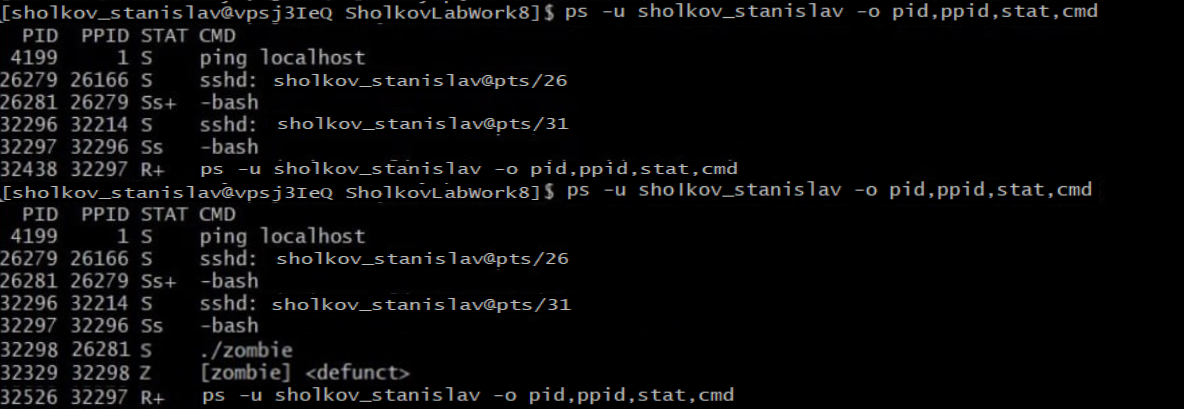 [sholkov_stanislav@vpsj3IeQ SholkovLabWork8]$ ps -u sholkov_stanislav -o pid,ppid,stat,cmd
PID PPID STAT CMD
4199 1 S ping localhost
26279 26166 S sshd: sholkov_stanislav@pts/26
26281 26279 Ss+ -bash
32296 32214 S sshd: sholkov_stanislav@pts/31
32297 32296 Ss -bash
32438 32297 R+ ps -u sholkov_stanislav -o pid,ppid,stat,cmd
[sholkov_stanislav@vpsj3IeQ SholkovLabWork8]$ ps -u sholkov_stanislav -o pid,ppid,stat,cmd
PID PPID STAT CMD
4199 1 S ping localhost
26279 26166 S sshd: sholkov_stanislav@pts/26
26281 26279 Ss+ -bash
32296 32214 S sshd: sholkov_stanislav@pts/31
32297 32296 Ss -bash
32298 26281 S ./zombie
32329 32298 Z [zombie] <defunct>
32526 32297 R+ ps -u sholkov_stanislav -o pid,ppid,stat,cmd